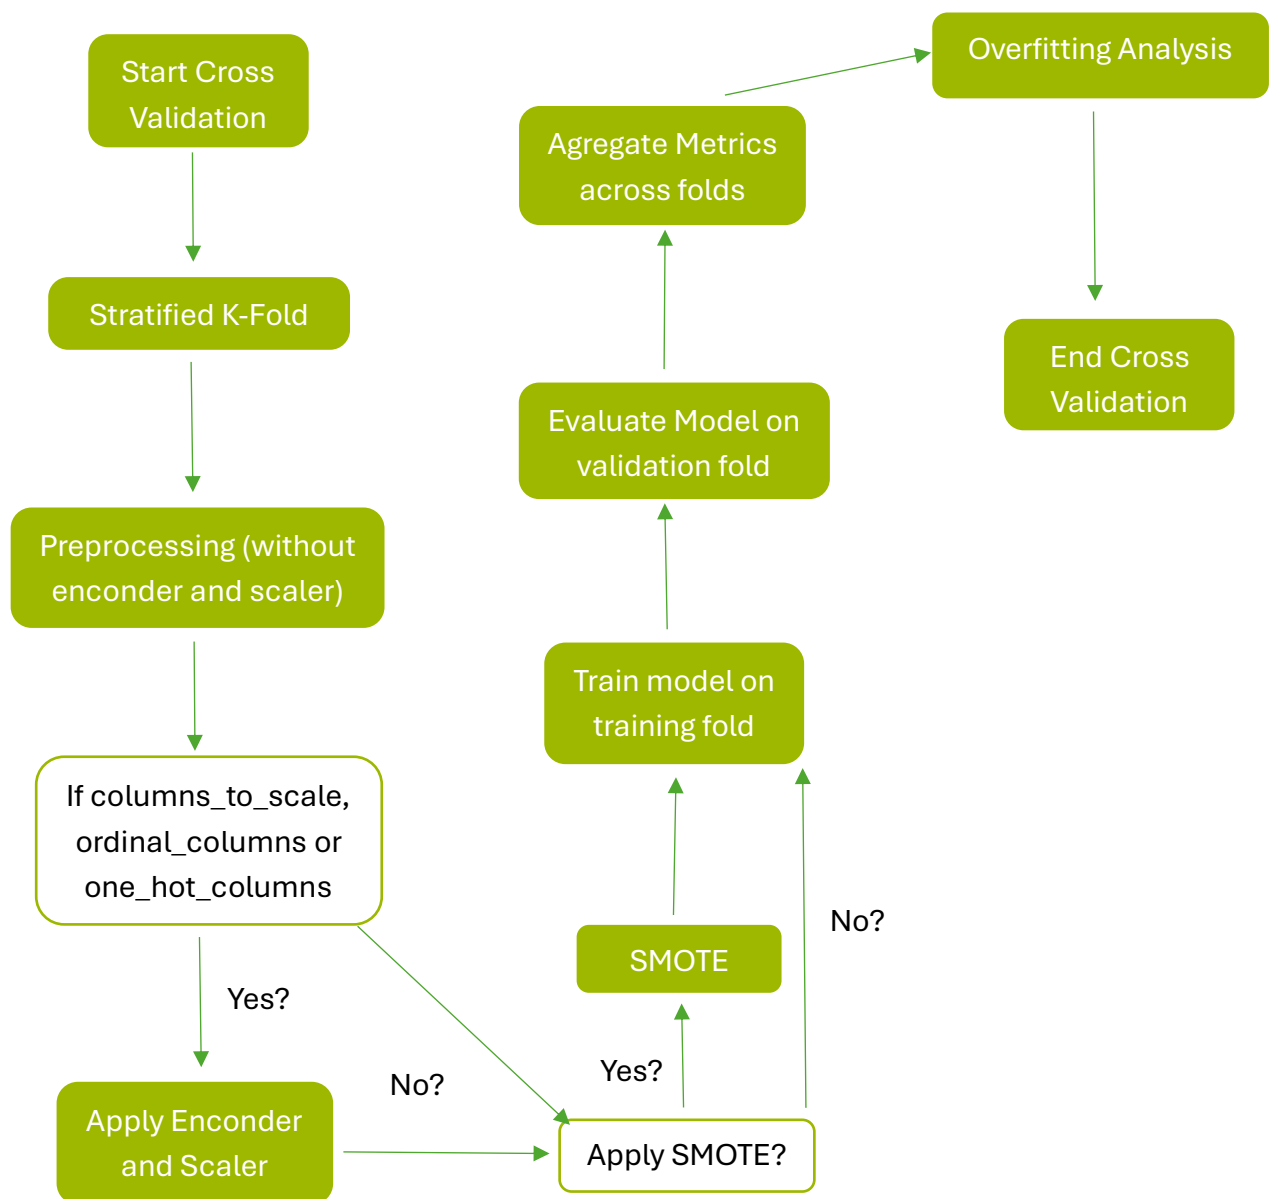 Start Cross
Validation
Stratified K-Fold
Preprocessing (without
enconder and scaler)
If columns_to_scale,
ordinal_columns or
one_hot_columns
Yes?
No?
Apply Enconder
and Scaler
Apply SMOTE?
Yes?
No?
SMOTE
Train model on
training fold
Evaluate Model on
validation fold
Agregate Metrics
across folds
Overfitting Analysis
End Cross
Validation